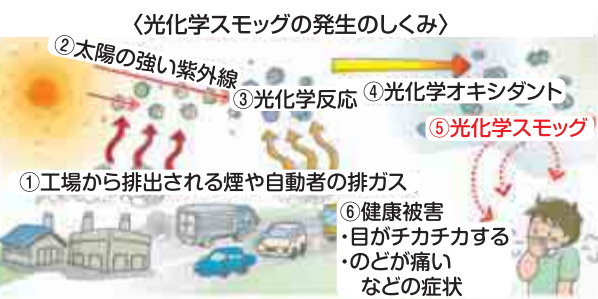 〈光化学スモッグの発生のしくみ〉
②太陽の強い紫外線
③光化学反応
④光化学オキシダント
⑤光化学スモッグ
①工場から排出される煙や自動者の排ガス
⑥健康被害
・目がチカチカする
・のどが痛い
などの症状